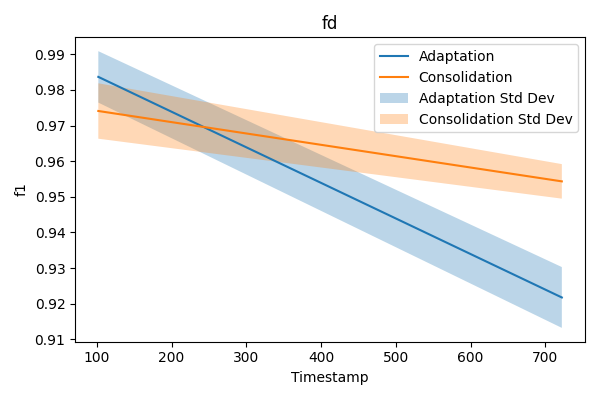 fd
0.99
0.98
0.97
0.96
0.95
0.94
0.93
0.92
0.91
f1
Adaptation
Consolidation
Adaptation Std Dev
Consolidation Std Dev
100 200 300 400 500 600 700
Timestamp